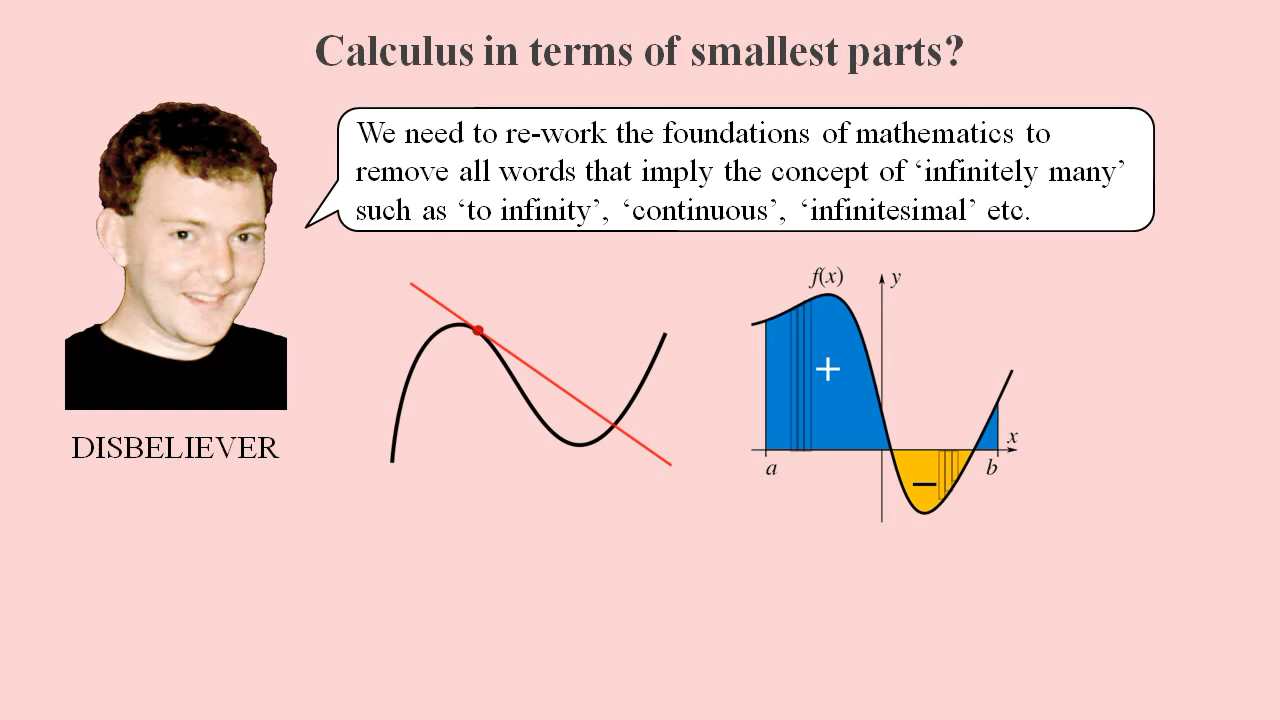 Calculus in terms of smallest parts?
We need to re-work the foundations of mathematics to
remove all words that imply the concept of ‘infinitely many’
such as ‘to infinity’, ‘continuous’, ‘infinitesimal’ etc.
DISBELIEVER
f(x)
y
+
x
a
−
b